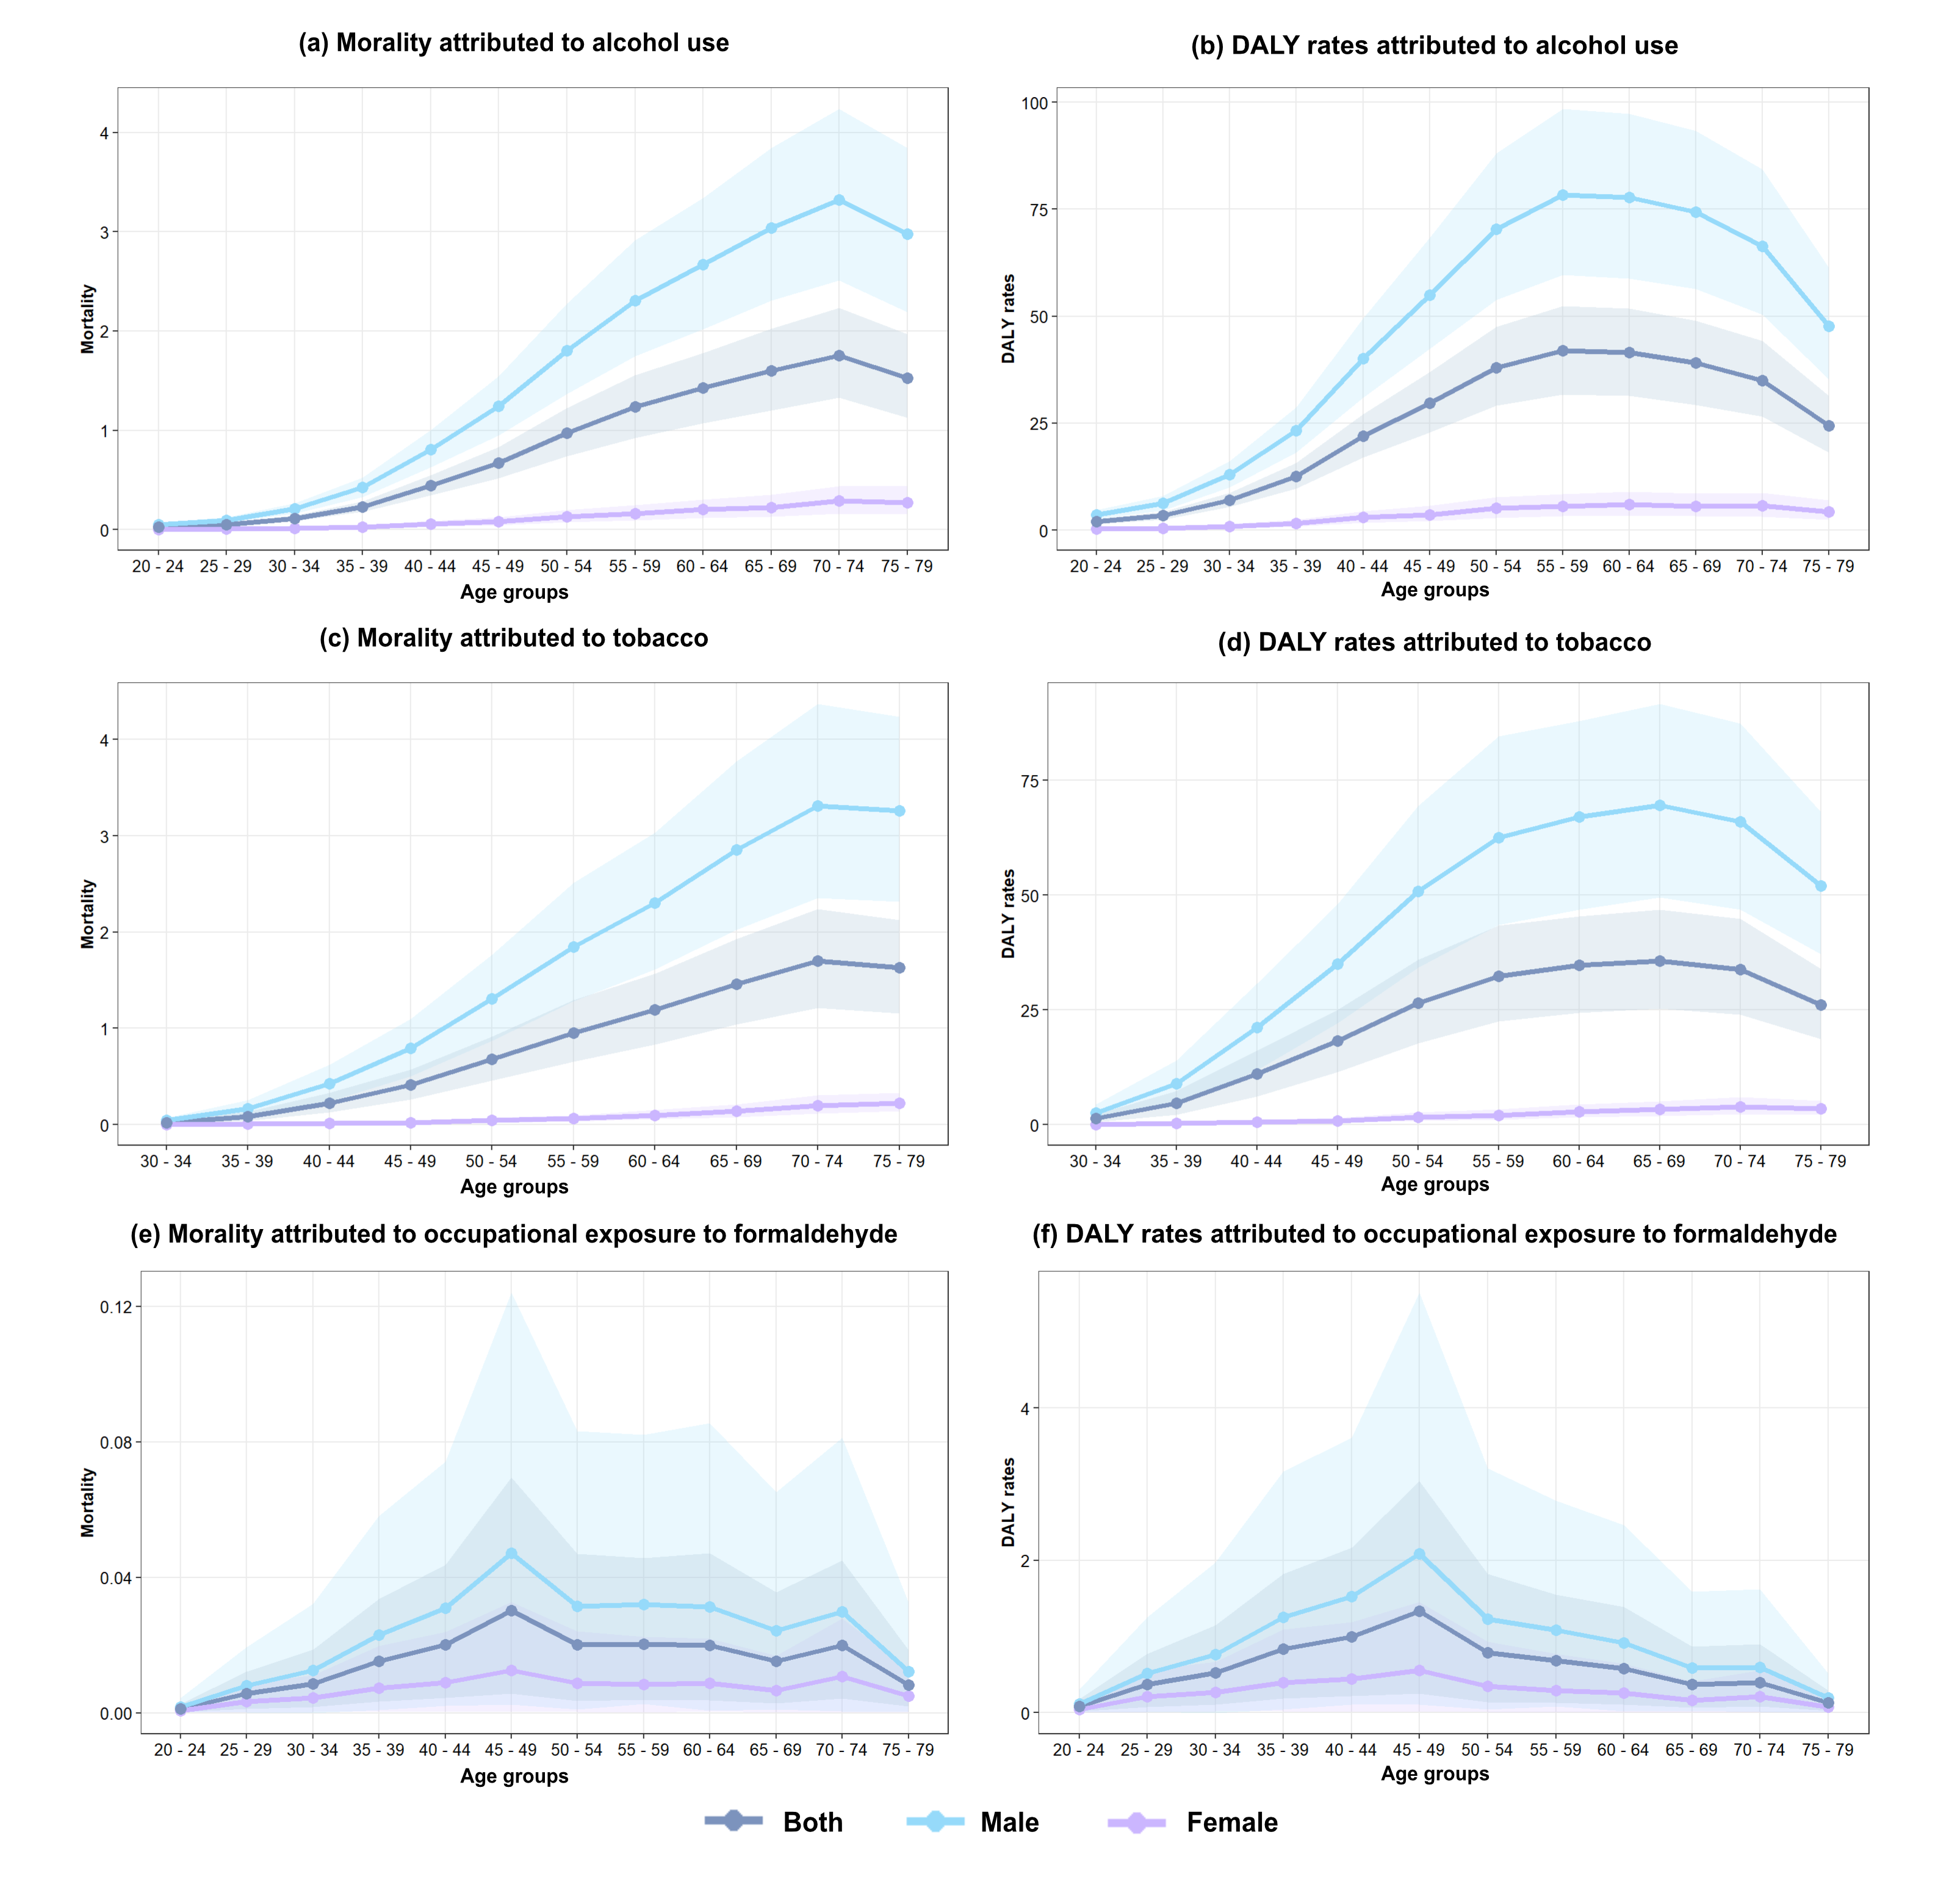 (a) Morality attributed to alcohol use
(b) DALY rates attributed to alcohol use
Mortality
4
3
2
1
0
20 - 24 25 - 29 30 - 34 35 - 39 40 - 44 45 - 49 50 - 54 55 - 59 60 - 64 65 - 69 70 - 74 75 - 79
Age groups
DALY rates
100
75
50
25
0
20 - 24 25 - 29 30 - 34 35 - 39 40 - 44 45 - 49 50 - 54 55 - 59 60 - 64 65 - 69 70 - 74 75 - 79
Age groups
(c) Morality attributed to tobacco
(d) DALY rates attributed to tobacco
Mortality
4
3
2
1
0
30 - 34 35 - 39 40 - 44 45 - 49 50 - 54 55 - 59 60 - 64 65 - 69 70 - 74 75 - 79
Age groups
DALY rates
75
50
25
0
30 - 34 35 - 39 40 - 44 45 - 49 50 - 54 55 - 59 60 - 64 65 - 69 70 - 74 75 - 79
Age groups
(e) Morality attributed to occupational exposure to formaldehyde
(f) DALY rates attributed to occupational exposure to formaldehyde
Mortality
0.12
0.08
0.04
0.00
20 - 24 25 - 29 30 - 34 35 - 39 40 - 44 45 - 49 50 - 54 55 - 59 60 - 64 65 - 69 70 - 74 75 - 79
Age groups
DALY rates
4
2
0
20 - 24 25 - 29 30 - 34 35 - 39 40 - 44 45 - 49 50 - 54 55 - 59 60 - 64 65 - 69 70 - 74 75 - 79
Age groups
Both Male Female